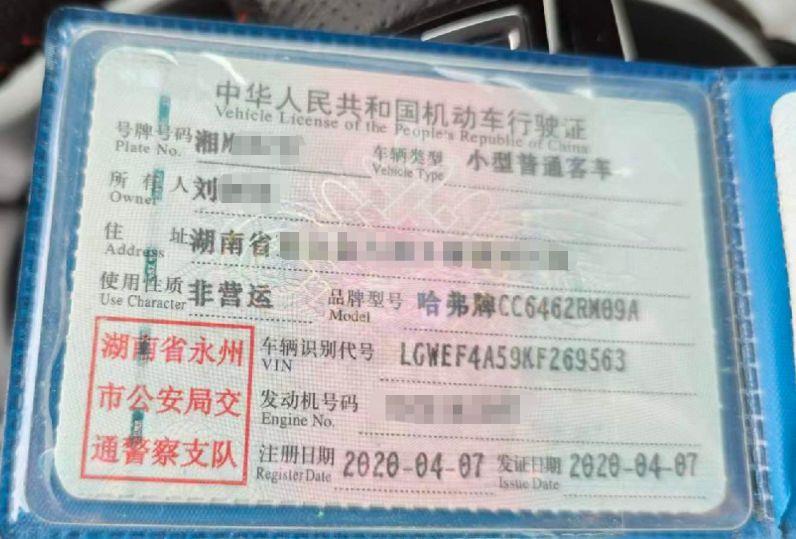 中华人民共和国机动车行驶证
Vehicle License of the People's Republic of China
号牌号码 湘M 车辆类型 小型普通客车
Plate No. Vehicle Type
所有人 刘
Owner
住址 湖南省
Address
使用性质 非营运 品牌型号 哈弗牌CC6462RM09A
Use Character Model
湖南省永州
市公安局交
通警察支队
车辆识别代号 LGWEF4A59KF269563
VIN
发动机号码
Engine No.
注册日期 2020-04-07 发证日期 2020-04-07
Register Date Issue Date